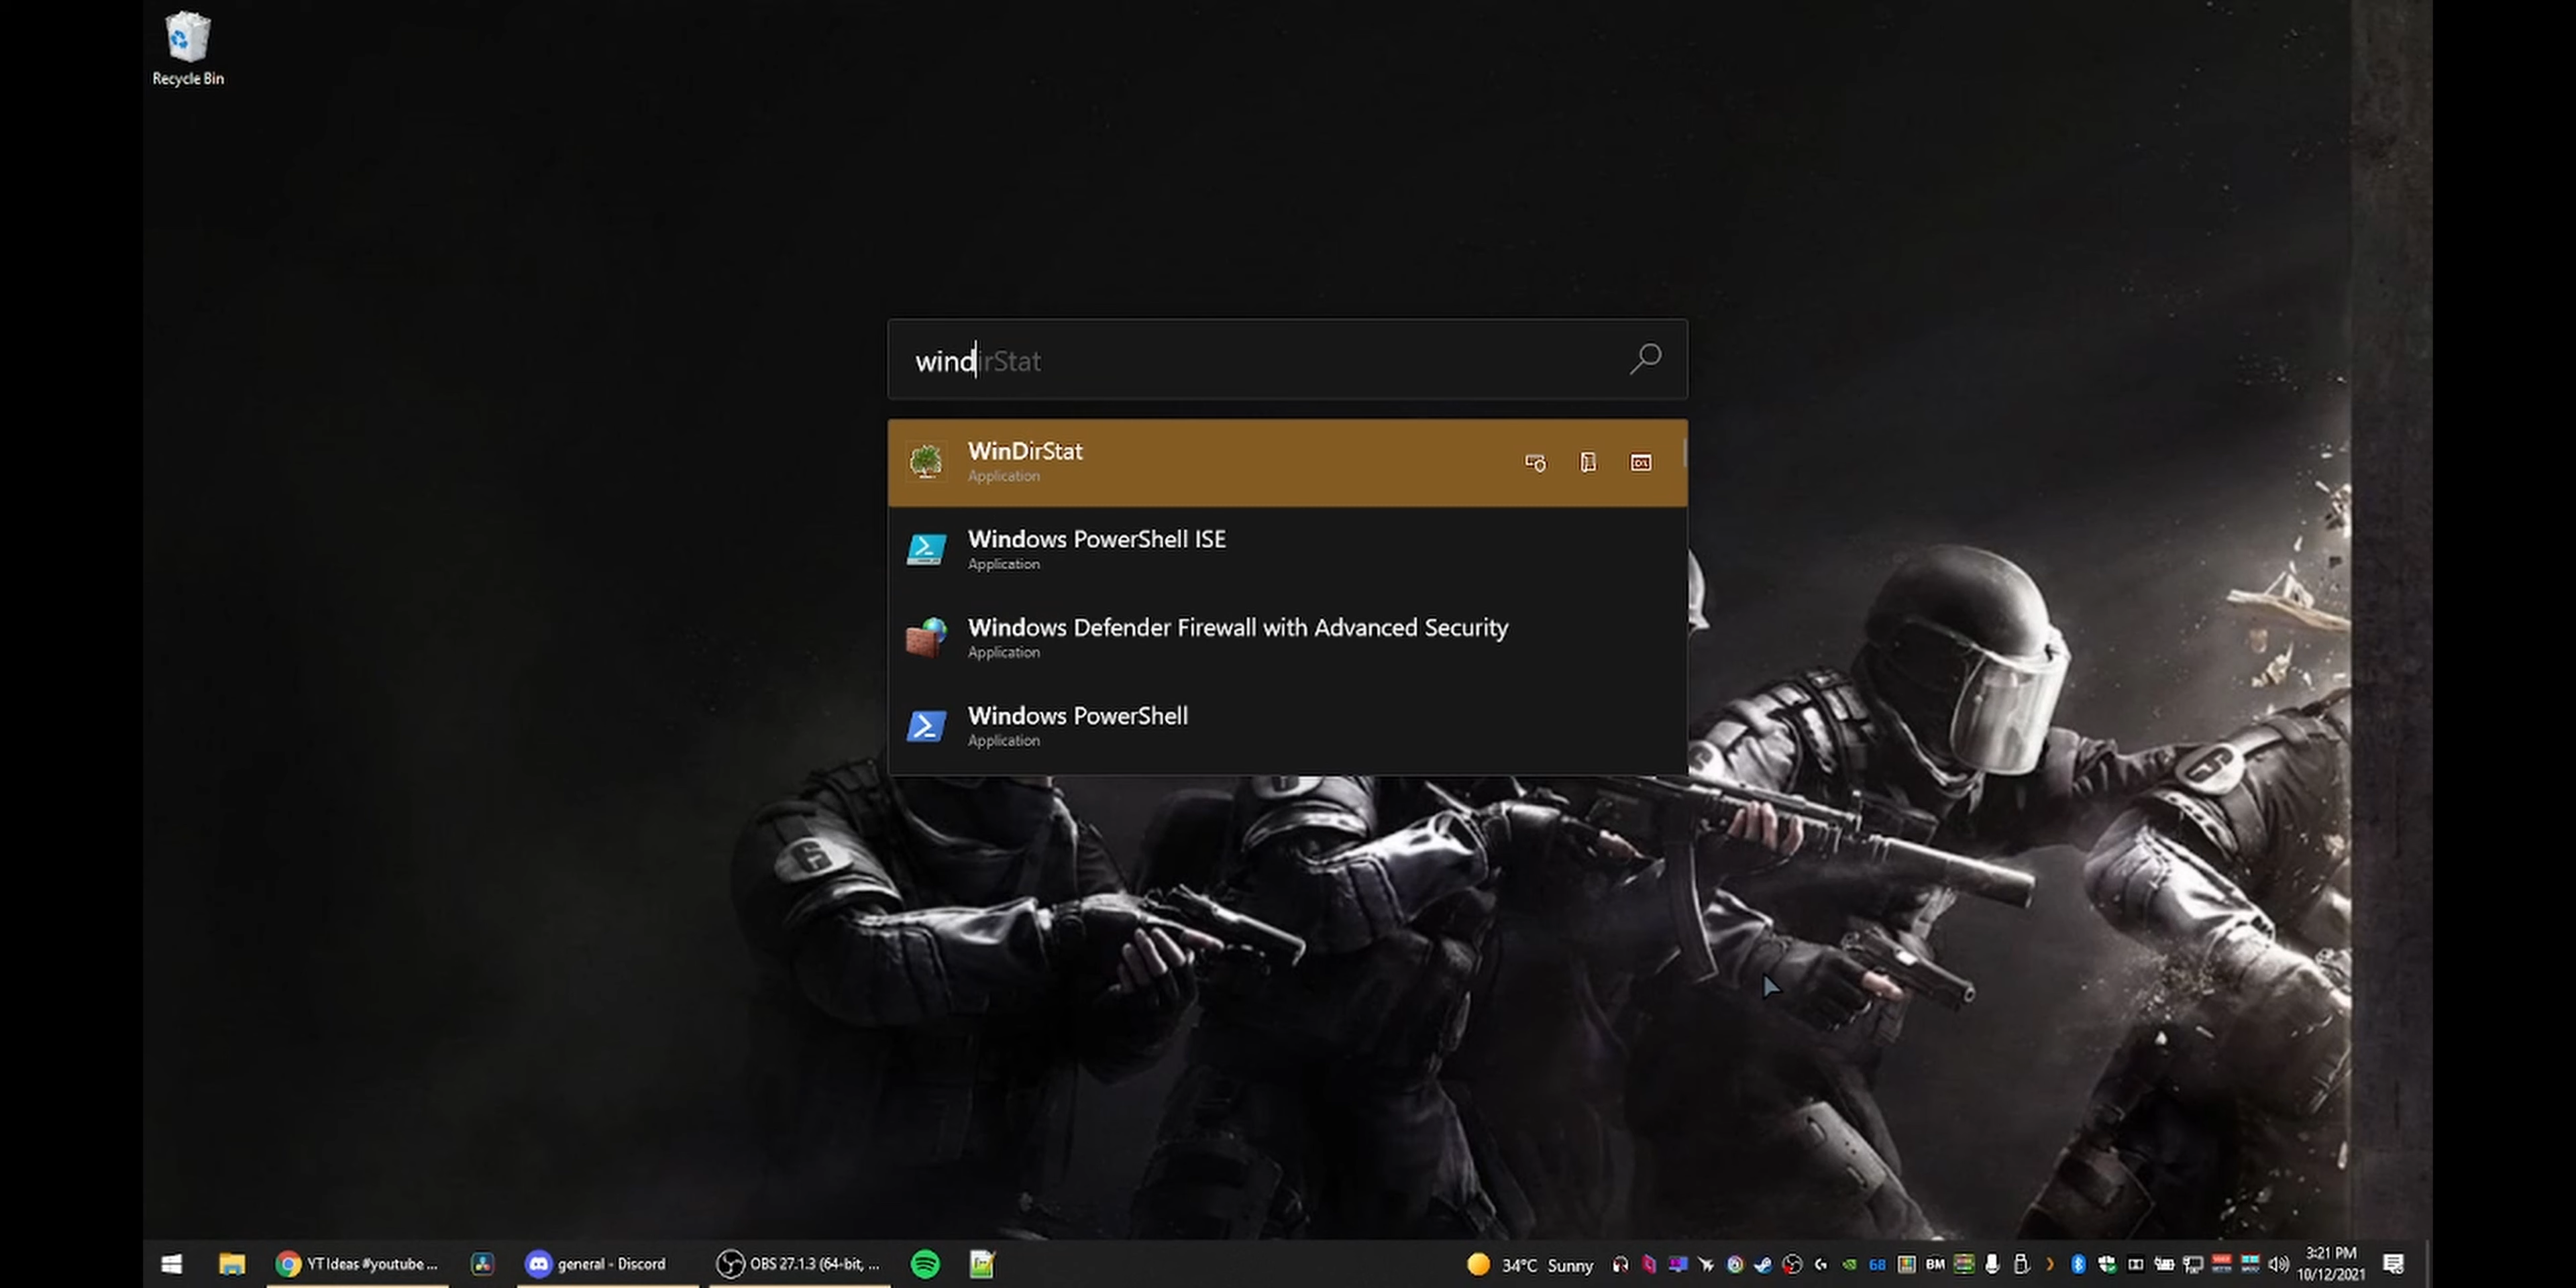 Recycle Bin
windirStat
WinDirStat
Application
Windows PowerShell ISE
Application
Windows Defender Firewall with Advanced Security
Application
Windows PowerShell
Application
YT Ideas #youtube ...
general - Discord
OBS 27.1.3 (64-bit, ...
34°C Sunny
68
BM
3:21 PM
10/12/2021